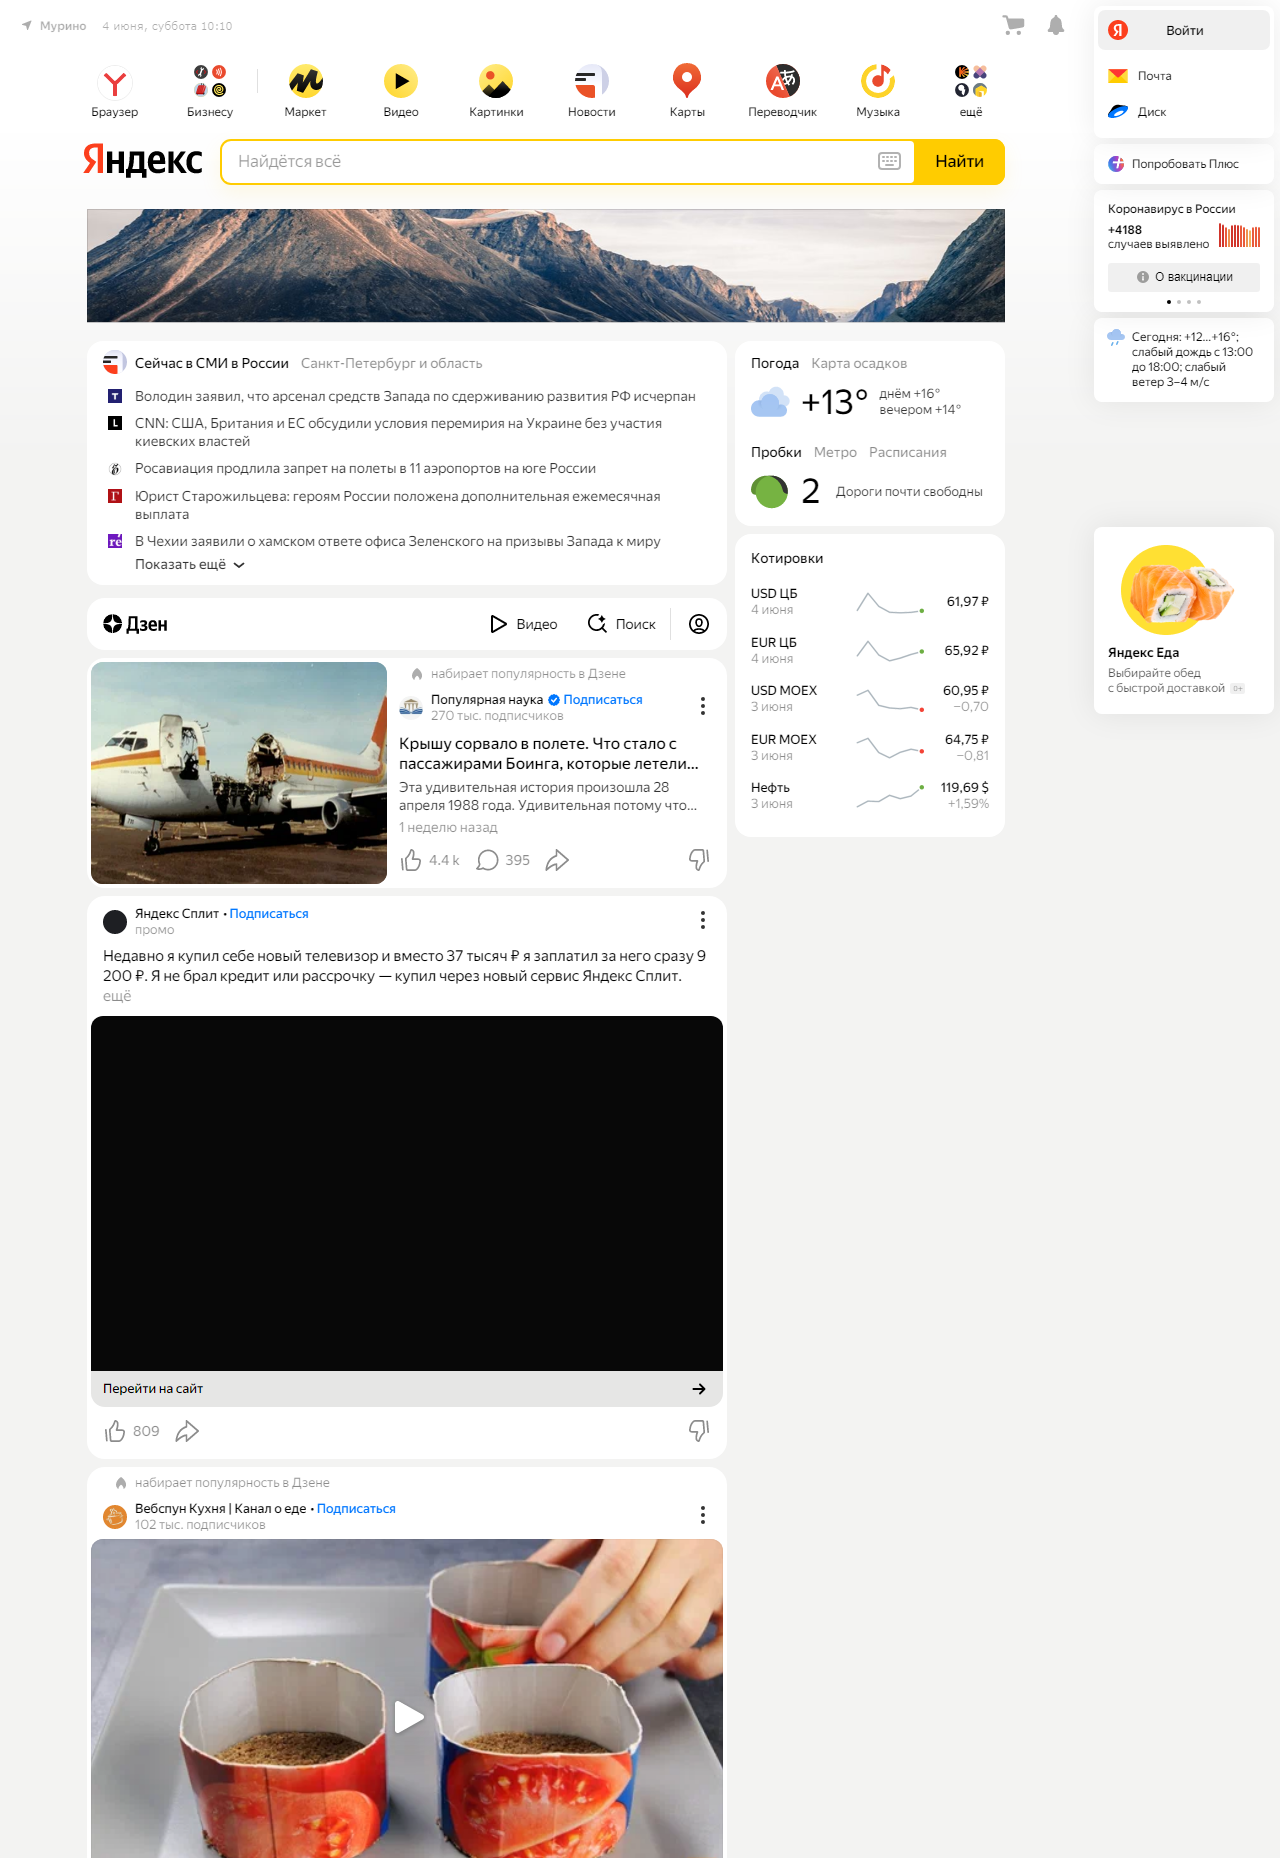 Мурино 4 июня, суббота 10:10
Браузер
Бизнесу
Маркет
Видео
Картинки
Новости
Карты
Переводчик
Музыка
ещё
Яндекс
Найдётся всё
Найти
Войти
Почта
Диск
Попробовать Плюс
Коронавирус в России
+4188
случаев выявлено
О вакцинации
Сегодня: +12...+16°;
слабый дождь с 13:00
до 18:00; слабый
ветер 3–4 м/с
Сейчас в СМИ в России Санкт-Петербург и область
Володин заявил, что арсенал средств Запада по сдерживанию развития РФ исчерпан
CNN: США, Британия и ЕС обсудили условия перемирия на Украине без участия
киевских властей
Росавиация продлила запрет на полеты в 11 аэропортов на юге России
Юрист Старожильцева: героям России положена дополнительная ежемесячная
выплата
В Чехии заявили о хамском ответе офиса Зеленского на призывы Запада к миру
Показать ещё
Погода Карта осадков
+13°
днём +16°
вечером +14°
Пробки Метро Расписания
2 Дороги почти свободны
Котировки
USD ЦБ 61,97 ₽
4 июня
EUR ЦБ 65,92 ₽
4 июня
USD MOEX 60,95 ₽
3 июня −0,70
EUR MOEX 64,75 ₽
3 июня −0,81
Нефть 119,69 $
3 июня +1,59%
Яндекс Еда
Выбирайте обед
с быстрой доставкой 0+
Дзен Видео Поиск
набирает популярность в Дзене
Популярная наука Подписаться
270 тыс. подписчиков
Крышу сорвало в полете. Что стало с
пассажирами Боинга, которые летели...
Эта удивительная история произошла 28
апреля 1988 года. Удивительная потому что...
1 неделю назад
4.4 k 395
Яндекс Сплит • Подписаться
промо
Недавно я купил себе новый телевизор и вместо 37 тысяч ₽ я заплатил за него сразу 9
200 ₽. Я не брал кредит или рассрочку — купил через новый сервис Яндекс Сплит.
ещё
Перейти на сайт
809
набирает популярность в Дзене
Вебспун Кухня | Канал о еде • Подписаться
102 тыс. подписчиков